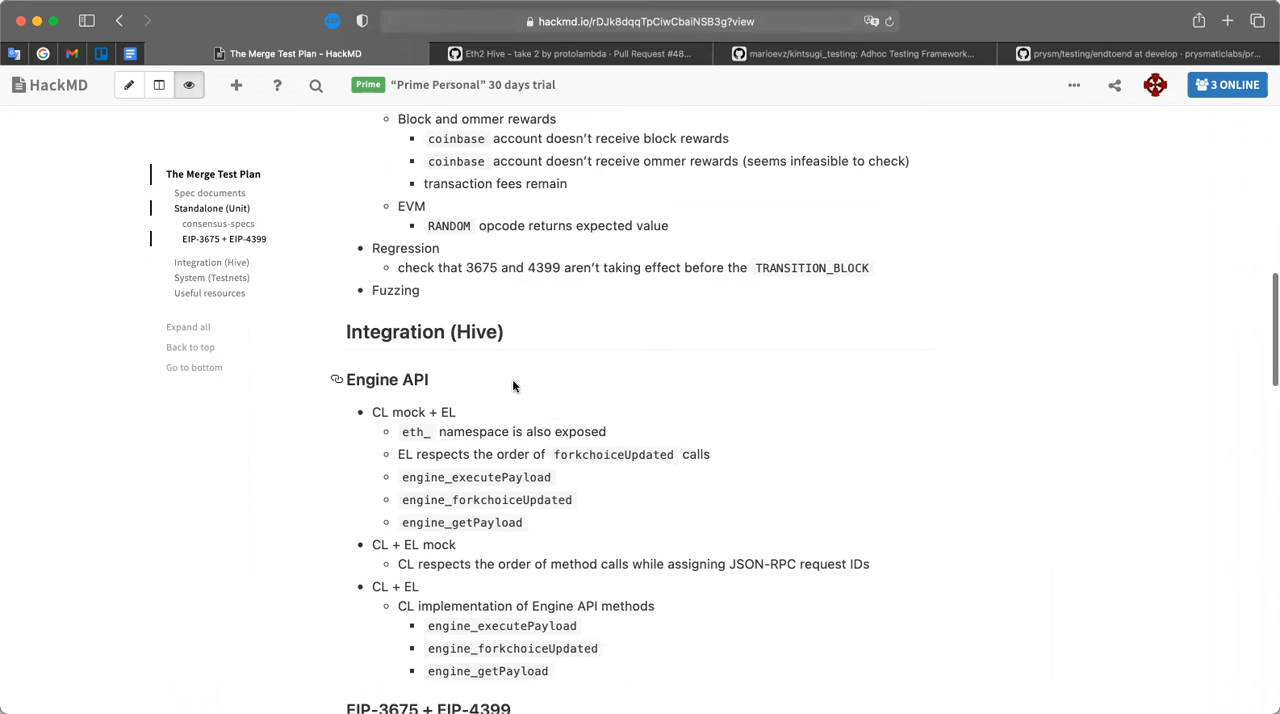 hackmd.io/rDJk8dqqTpCiwCbaiNSB3g?view
The Merge Test Plan - HackMD
Eth2 Hive - take 2 by protolambda · Pull Request #48...
marioevz/kintsugi_testing: Adhoc Testing Framework...
prysm/testing/endtoend at develop · prysmaticlabs/pr...
HackMD
Prime
“Prime Personal” 30 days trial
3 ONLINE
The Merge Test Plan
Spec documents
Standalone (Unit)
consensus-specs
EIP-3675 + EIP-4399
Integration (Hive)
System (Testnets)
Useful resources
Expall all
Back to top
Go to bottom
Block and ommer rewards
coinbase account doesn’t receive block rewards
coinbase account doesn’t receive ommer rewards (seems infeasible to check)
transaction fees remain
EVM
RANDOM opcode returns expected value
Regression
check that 3675 and 4399 aren’t taking effect before the TRANSITION_BLOCK
Fuzzing
Integration (Hive)
Engine API
CL mock + EL
eth_ namespace is also exposed
EL respects the order of forkchoiceUpdated calls
engine_executePayload
engine_forkchoiceUpdated
engine_getPayload
CL + EL mock
CL respects the order of method calls while assigning JSON-RPC request IDs
CL + EL
CL implementation of Engine API methods
engine_executePayload
engine_forkchoiceUpdated
engine_getPayload
EIP-3675 + EIP-4399